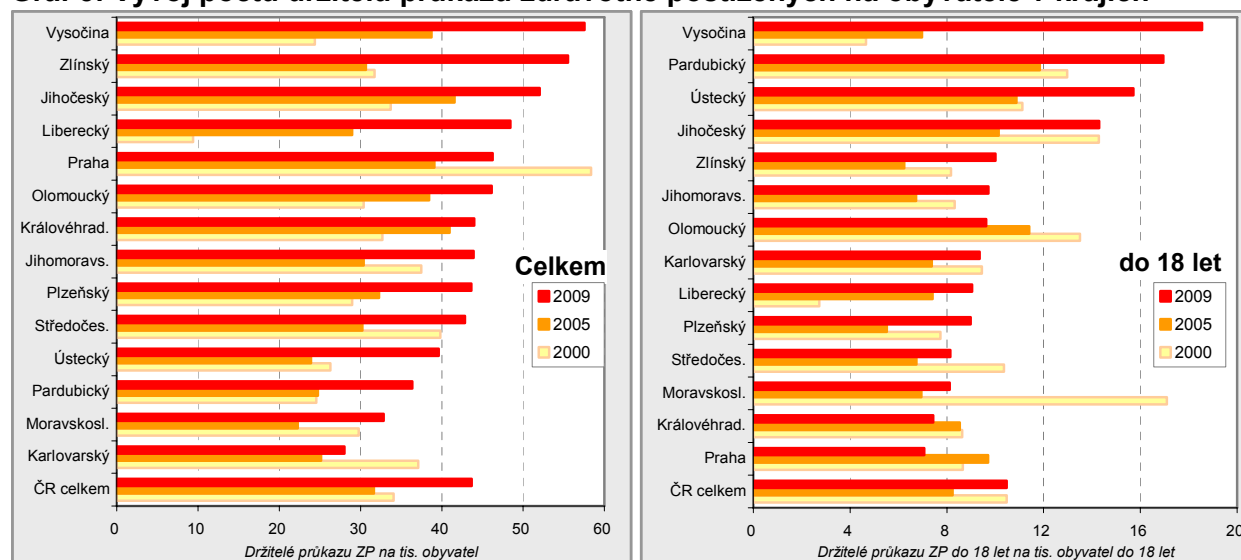 Vysočina
Zlínský
Jihočeský
Liberecký
Praha
Olomoucký
Královéhrad.
Jihomoravs.
Plzeňský
Středočes.
Ústecký
Pardubický
Moravskosl.
Karlovarský
ČR celkem
0 10 20 30 40 50 60
Držitelé průkazu ZP na tis. obyvatel
Celkem
2009
2005
2000
Vysočina
Pardubický
Ústecký
Jihočeský
Zlínský
Jihomoravs.
Olomoucký
Karlovarský
Liberecký
Plzeňský
Středočes.
Moravskosl.
Královéhrad.
Praha
ČR celkem
0 4 8 12 16 20
Držitelé průkazu ZP do 18 let na tis. obyvatel do 18 let
do 18 let
2009
2005
2000